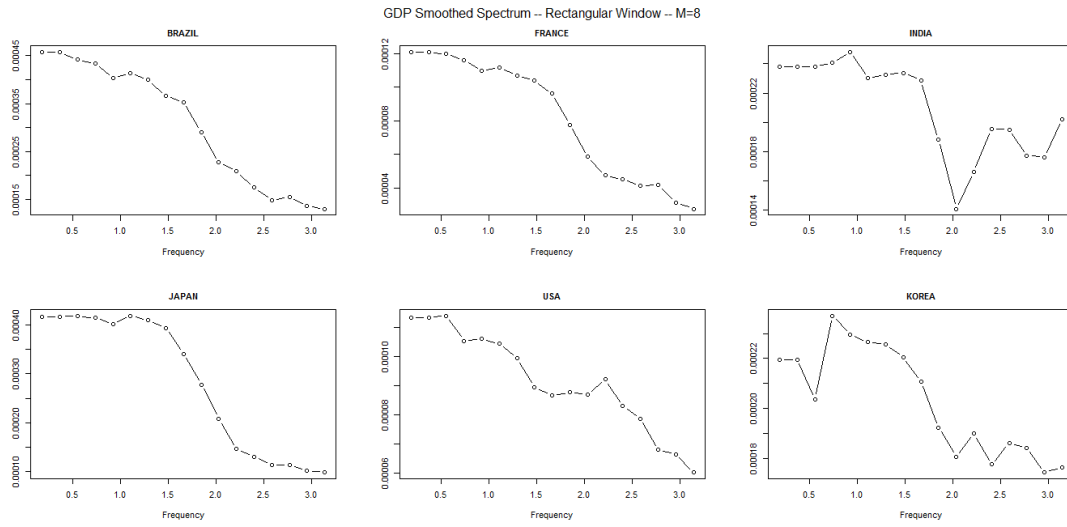 GDP Smoothed Spectrum -- Rectangular Window -- M=8
BRAZIL
0.00045
0.00035
0.00025
0.00015
0.5 1.0 1.5 2.0 2.5 3.0
Frequency
FRANCE
0.00012
0.00008
0.00004
0.5 1.0 1.5 2.0 2.5 3.0
Frequency
INDIA
0.00022
0.00018
0.00014
0.5 1.0 1.5 2.0 2.5 3.0
Frequency
JAPAN
0.00040
0.00030
0.00020
0.00010
0.5 1.0 1.5 2.0 2.5 3.0
Frequency
USA
0.00010
0.00008
0.00006
0.5 1.0 1.5 2.0 2.5 3.0
Frequency
KOREA
0.00022
0.00020
0.00018
0.5 1.0 1.5 2.0 2.5 3.0
Frequency